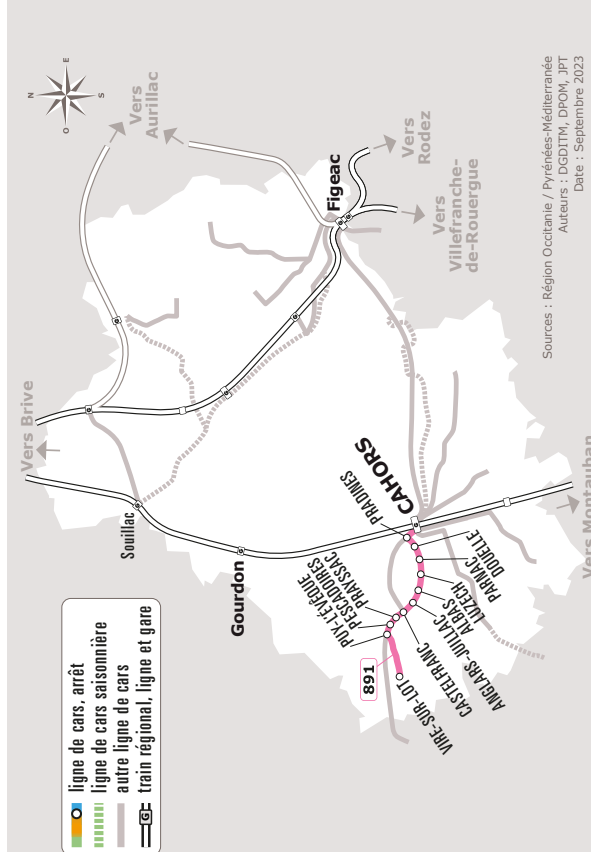 N
E
S
O
Vers
Aurillac
Vers Brive
Souillac
Gourdon
Figeac
Vers
Rodez
Vers
Villefranche-
de-Rouergue
CAHORS
PRADINES
DOUELLE
PARNAC
LUZECH
ALBAS
ANGLARS-JUILLAC
CASTELFRANC
PRAYSSAC
PESCADOIRES
PUY-L'ÉVÊQUE
VIRE-SUR-LOT
891
Vers Montauban
ligne de cars, arrêt
ligne de cars saisonnière
autre ligne de cars
G train régional, ligne et gare
Sources : Région Occitanie / Pyrénées-Méditerranée
Auteurs : DGDITM, DPOM, JPT
Date : Septembre 2023